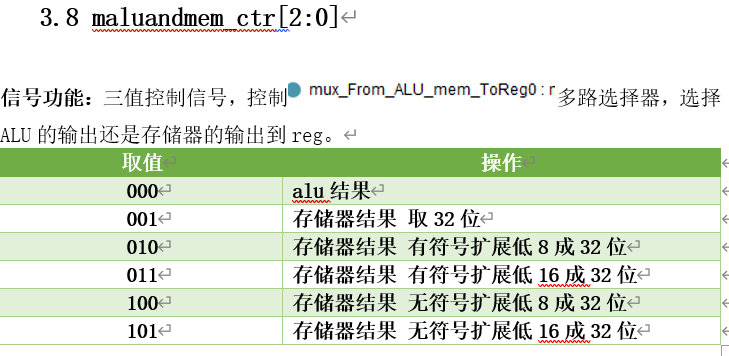 3.8 maluandmem_ctr[2:0]
信号功能：三值控制信号，控制 mux_From_ALU_mem_ToReg0 : r 多路选择器，选择
ALU 的输出还是存储器的输出到 reg。
取值 操作
000 alu 结果
001 存储器结果 取 32 位
010 存储器结果 有符号扩展低 8 成 32 位
011 存储器结果 有符号扩展低 16 成 32 位
100 存储器结果 无符号扩展低 8 成 32 位
101 存储器结果 无符号扩展低 16 成 32 位